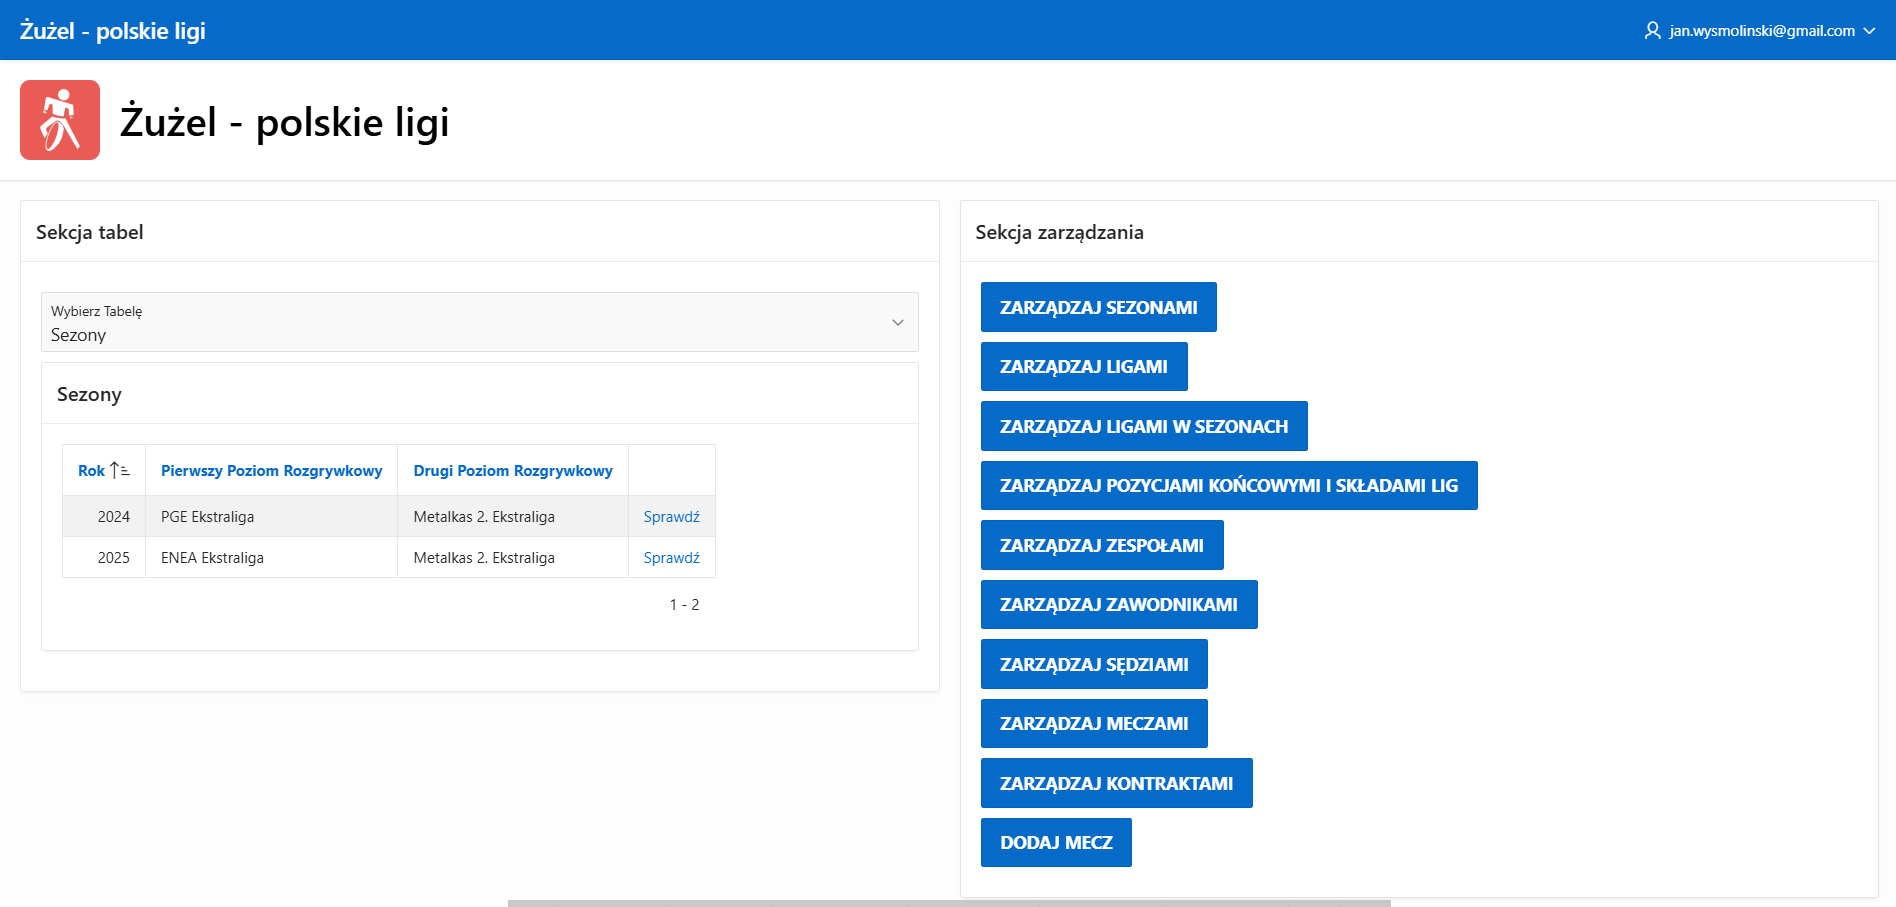 Żużel - polskie ligi
jan.wysmolinski@gmail.com
Żużel - polskie ligi
Sekcja tabel
Wybierz Tabelę
Sezony
Sezony
Rok Pierwszy Poziom Rozgrywkowy Drugi Poziom Rozgrywkowy
2024 PGE Ekstraliga Metalkas 2. Ekstraliga Sprawdź
2025 ENEA Ekstraliga Metalkas 2. Ekstraliga Sprawdź
1 - 2
Sekcja zarządzania
ZARZĄDZAJ SEZONAMI
ZARZĄDZAJ LIGAMI
ZARZĄDZAJ LIGAMI W SEZONACH
ZARZĄDZAJ POZYCJAMI KOŃCOWYMI I SKŁADAMI LIG
ZARZĄDZAJ ZESPOŁAMI
ZARZĄDZAJ ZAWODNIKAMI
ZARZĄDZAJ SĘDZIAMI
ZARZĄDZAJ MECZAMI
ZARZĄDZAJ KONTRAKTAMI
DODAJ MECZ